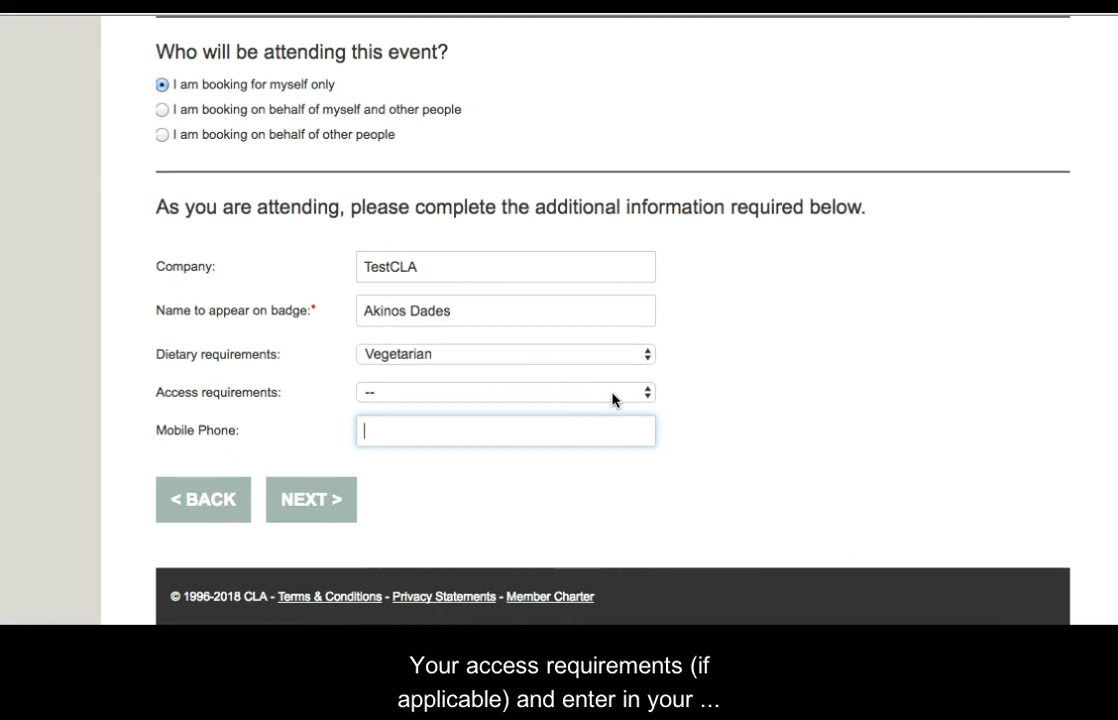 Who will be attending this event?
I am booking for myself only
I am booking on behalf of myself and other people
I am booking on behalf of other people
As you are attending, please complete the additional information required below.
Company: TestCLA
Name to appear on badge:* Akinos Dades
Dietary requirements: Vegetarian
Access requirements: --
Mobile Phone:
< BACK NEXT >
© 1996-2018 CLA - Terms & Conditions - Privacy Statements - Member Charter
Your access requirements (if
applicable) and enter in your ...